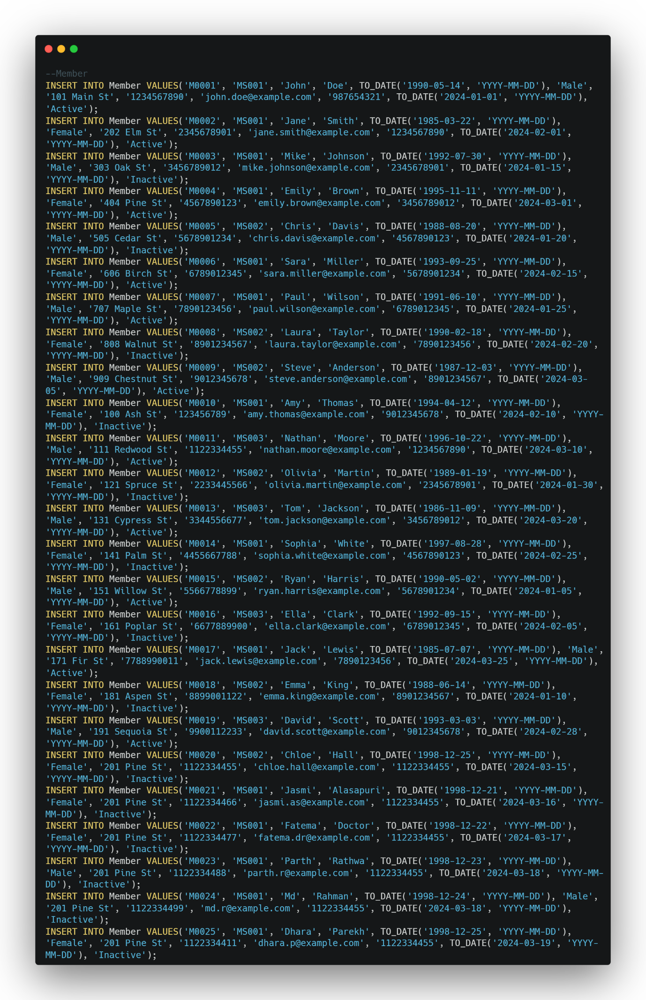 --Member
INSERT INTO Member VALUES('M0001', 'MS001', 'John', 'Doe', TO_DATE('1990-05-14', 'YYYY-MM-DD'), 'Male',
'101 Main St', '1234567890', 'john.doe@example.com', '987654321', TO_DATE('2024-01-01', 'YYYY-MM-DD'),
'Active');
INSERT INTO Member VALUES('M0002', 'MS001', 'Jane', 'Smith', TO_DATE('1985-03-22', 'YYYY-MM-DD'),
'Female', '202 Elm St', '2345678901', 'jane.smith@example.com', '1234567890', TO_DATE('2024-02-01',
'YYYY-MM-DD'), 'Active');
INSERT INTO Member VALUES('M0003', 'MS001', 'Mike', 'Johnson', TO_DATE('1992-07-30', 'YYYY-MM-DD'),
'Male', '303 Oak St', '3456789012', 'mike.johnson@example.com', '2345678901', TO_DATE('2024-01-15',
'YYYY-MM-DD'), 'Inactive');
INSERT INTO Member VALUES('M0004', 'MS001', 'Emily', 'Brown', TO_DATE('1995-11-11', 'YYYY-MM-DD'),
'Female', '404 Pine St', '4567890123', 'emily.brown@example.com', '3456789012', TO_DATE('2024-03-01',
'YYYY-MM-DD'), 'Active');
INSERT INTO Member VALUES('M0005', 'MS002', 'Chris', 'Davis', TO_DATE('1988-08-20', 'YYYY-MM-DD'),
'Male', '505 Cedar St', '5678901234', 'chris.davis@example.com', '4567890123', TO_DATE('2024-01-20',
'YYYY-MM-DD'), 'Inactive');
INSERT INTO Member VALUES('M0006', 'MS001', 'Sara', 'Miller', TO_DATE('1993-09-25', 'YYYY-MM-DD'),
'Female', '606 Birch St', '6789012345', 'sara.miller@example.com', '5678901234', TO_DATE('2024-02-15',
'YYYY-MM-DD'), 'Active');
INSERT INTO Member VALUES('M0007', 'MS001', 'Paul', 'Wilson', TO_DATE('1991-06-10', 'YYYY-MM-DD'),
'Male', '707 Maple St', '7890123456', 'paul.wilson@example.com', '6789012345', TO_DATE('2024-01-25',
'YYYY-MM-DD'), 'Active');
INSERT INTO Member VALUES('M0008', 'MS002', 'Laura', 'Taylor', TO_DATE('1990-02-18', 'YYYY-MM-DD'),
'Female', '808 Walnut St', '8901234567', 'laura.taylor@example.com', '7890123456', TO_DATE('2024-02-20',
'YYYY-MM-DD'), 'Inactive');
INSERT INTO Member VALUES('M0009', 'MS002', 'Steve', 'Anderson', TO_DATE('1987-12-03', 'YYYY-MM-DD'),
'Male', '909 Chestnut St', '9012345678', 'steve.anderson@example.com', '8901234567', TO_DATE('2024-03-
05', 'YYYY-MM-DD'), 'Active');
INSERT INTO Member VALUES('M0010', 'MS001', 'Amy', 'Thomas', TO_DATE('1994-04-12', 'YYYY-MM-DD'),
'Female', '100 Ash St', '123456789', 'amy.thomas@example.com', '9012345678', TO_DATE('2024-02-10', 'YYYY-
MM-DD'), 'Inactive');
INSERT INTO Member VALUES('M0011', 'MS003', 'Nathan', 'Moore', TO_DATE('1996-10-22', 'YYYY-MM-DD'),
'Male', '111 Redwood St', '1122334455', 'nathan.moore@example.com', '1234567890', TO_DATE('2024-03-10',
'YYYY-MM-DD'), 'Active');
INSERT INTO Member VALUES('M0012', 'MS002', 'Olivia', 'Martin', TO_DATE('1989-01-19', 'YYYY-MM-DD'),
'Female', '121 Spruce St', '2233445566', 'olivia.martin@example.com', '2345678901', TO_DATE('2024-01-30',
'YYYY-MM-DD'), 'Inactive');
INSERT INTO Member VALUES('M0013', 'MS003', 'Tom', 'Jackson', TO_DATE('1986-11-09', 'YYYY-MM-DD'),
'Male', '131 Cypress St', '3344556677', 'tom.jackson@example.com', '3456789012', TO_DATE('2024-03-20',
'YYYY-MM-DD'), 'Active');
INSERT INTO Member VALUES('M0014', 'MS001', 'Sophia', 'White', TO_DATE('1997-08-28', 'YYYY-MM-DD'),
'Female', '141 Palm St', '4455667788', 'sophia.white@example.com', '4567890123', TO_DATE('2024-02-25',
'YYYY-MM-DD'), 'Inactive');
INSERT INTO Member VALUES('M0015', 'MS002', 'Ryan', 'Harris', TO_DATE('1990-05-02', 'YYYY-MM-DD'),
'Male', '151 Willow St', '5566778899', 'ryan.harris@example.com', '5678901234', TO_DATE('2024-01-05',
'YYYY-MM-DD'), 'Active');
INSERT INTO Member VALUES('M0016', 'MS003', 'Ella', 'Clark', TO_DATE('1992-09-15', 'YYYY-MM-DD'),
'Female', '161 Poplar St', '6677889900', 'ella.clark@example.com', '6789012345', TO_DATE('2024-02-05',
'YYYY-MM-DD'), 'Inactive');
INSERT INTO Member VALUES('M0017', 'MS001', 'Jack', 'Lewis', TO_DATE('1985-07-07', 'YYYY-MM-DD'), 'Male',
'171 Fir St', '7788990011', 'jack.lewis@example.com', '7890123456', TO_DATE('2024-03-25', 'YYYY-MM-DD'),
'Active');
INSERT INTO Member VALUES('M0018', 'MS002', 'Emma', 'King', TO_DATE('1988-06-14', 'YYYY-MM-DD'),
'Female', '181 Aspen St', '8899001122', 'emma.king@example.com', '8901234567', TO_DATE('2024-01-10',
'YYYY-MM-DD'), 'Inactive');
INSERT INTO Member VALUES('M0019', 'MS003', 'David', 'Scott', TO_DATE('1993-03-03', 'YYYY-MM-DD'),
'Male', '191 Sequoia St', '9900112233', 'david.scott@example.com', '9012345678', TO_DATE('2024-02-28',
'YYYY-MM-DD'), 'Active');
INSERT INTO Member VALUES('M0020', 'MS002', 'Chloe', 'Hall', TO_DATE('1998-12-25', 'YYYY-MM-DD'),
'Female', '201 Pine St', '1122334455', 'chloe.hall@example.com', '1122334455', TO_DATE('2024-03-15',
'YYYY-MM-DD'), 'Inactive');
INSERT INTO Member VALUES('M0021', 'MS001', 'Jasmi', 'Alasapuri', TO_DATE('1998-12-21', 'YYYY-MM-DD'),
'Female', '201 Pine St', '1122334466', 'jasmi.as@example.com', '1122334455', TO_DATE('2024-03-16', 'YYYY-
MM-DD'), 'Inactive');
INSERT INTO Member VALUES('M0022', 'MS001', 'Fatema', 'Doctor', TO_DATE('1998-12-22', 'YYYY-MM-DD'),
'Female', '201 Pine St', '1122334477', 'fatema.dr@example.com', '1122334455', TO_DATE('2024-03-17',
'YYYY-MM-DD'), 'Inactive');
INSERT INTO Member VALUES('M0023', 'MS001', 'Parth', 'Rathwa', TO_DATE('1998-12-23', 'YYYY-MM-DD'),
'Male', '201 Pine St', '1122334488', 'parth.r@example.com', '1122334455', TO_DATE('2024-03-18', 'YYYY-MM-
DD'), 'Inactive');
INSERT INTO Member VALUES('M0024', 'MS001', 'Md', 'Rahman', TO_DATE('1998-12-24', 'YYYY-MM-DD'), 'Male',
'201 Pine St', '1122334499', 'md.r@example.com', '1122334455', TO_DATE('2024-03-18', 'YYYY-MM-DD'),
'Inactive');
INSERT INTO Member VALUES('M0025', 'MS001', 'Dhara', 'Parekh', TO_DATE('1998-12-25', 'YYYY-MM-DD'),
'Female', '201 Pine St', '1122334411', 'dhara.p@example.com', '1122334455', TO_DATE('2024-03-19', 'YYYY-
MM-DD'), 'Inactive');